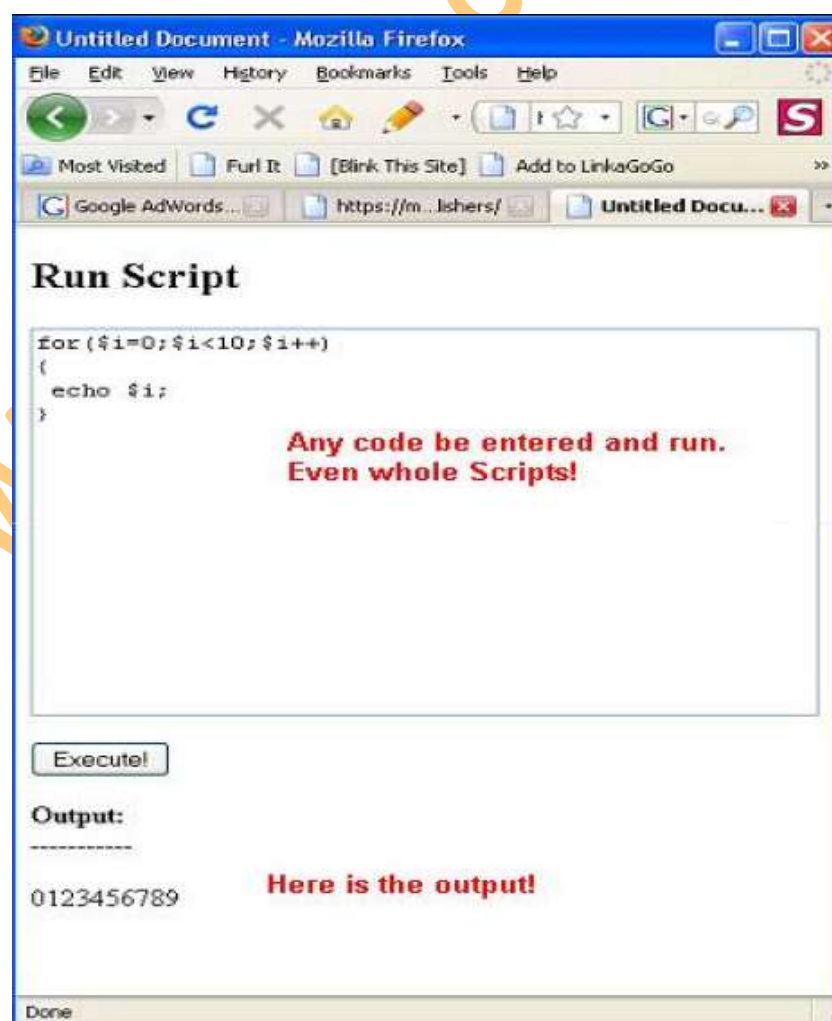 Untitled Document - Mozilla Firefox
File Edit View History Bookmarks Tools Help
G S
Most Visited Furl It [Blink This Site] Add to LinkaGoGo »
G Google AdWords... https://m...lishers/ Untitled Docu...
Run Script
for($i=0;$i<10;$i++)
{
echo $i;
}
Any code be entered and run.
Even whole Scripts!
Execute!
Output:
-----------
0123456789
Here is the output!
Done